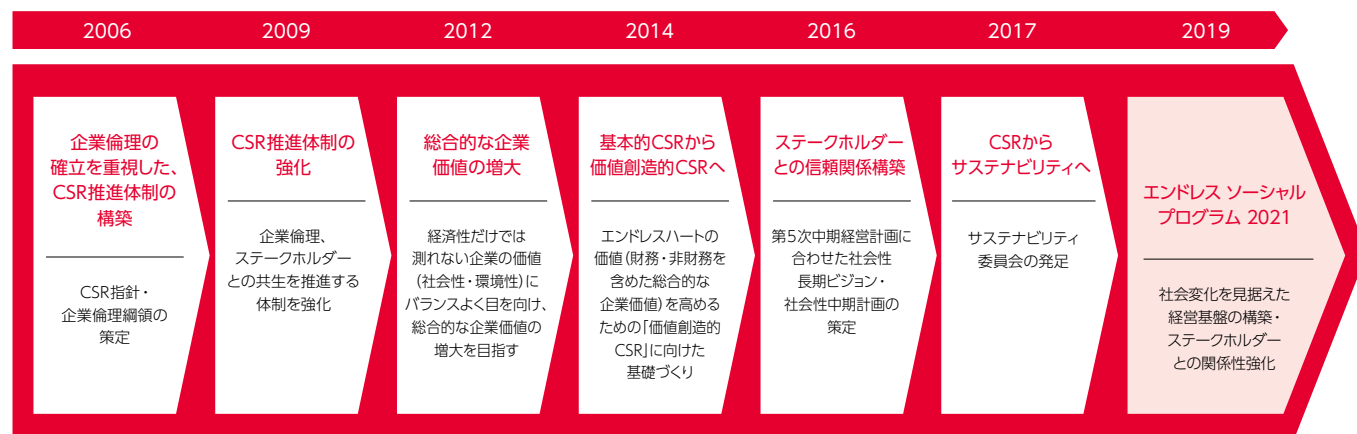 2006
2009
2012
2014
2016
2017
2019
企業倫理の
確立を重視した、
CSR推進体制の
構築
CSR指針・
企業倫理綱領の
策定
CSR推進体制の
強化
企業倫理、
ステークホルダー
との共生を推進する
体制を強化
総合的な企業
価値の増大
経済性だけでは
測れない企業の価値
（社会性・環境性）に
バランスよく目を向け、
総合的な企業価値の
増大を目指す
基本的CSRから
価値創造的CSRへ
エンドレスハートの
価値（財務・非財務を
含めた総合的な
企業価値）を高める
ための「価値創造的
CSR」に向けた
基礎づくり
ステークホルダー
との信頼関係構築
第5次中期経営計画に
合わせた社会性
長期ビジョン・
社会性中期計画の
策定
CSRから
サステナビリティへ
サステナビリティ
委員会の発足
エンドレス ソーシャル
プログラム 2021
社会変化を見据えた
経営基盤の構築・
ステークホルダー
との関係性強化